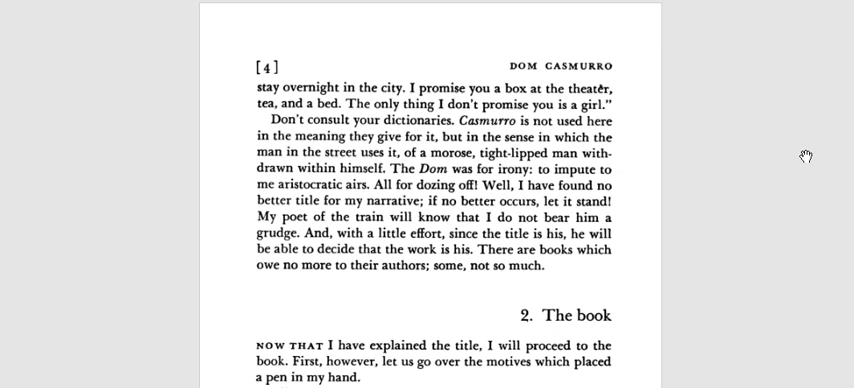 [4] DOM CASMURRO
stay overnight in the city. I promise you a box at the theater,
tea, and a bed. The only thing I don't promise you is a girl."
Don't consult your dictionaries. Casmurro is not used here
in the meaning they give for it, but in the sense in which the
man in the street uses it, of a morose, tight-lipped man with-
drawn within himself. The Dom was for irony: to impute to
me aristocratic airs. All for dozing off! Well, I have found no
better title for my narrative; if no better occurs, let it stand!
My poet of the train will know that I do not bear him a
grudge. And, with a little effort, since the title is his, he will
be able to decide that the work is his. There are books which
owe no more to their authors; some, not so much.
2. The book
NOW THAT I have explained the title, I will proceed to the
book. First, however, let us go over the motives which placed
a pen in my hand.